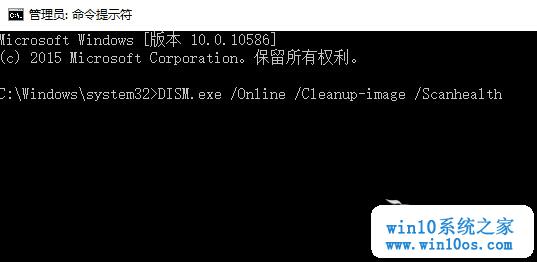 管理员: 命令提示符
Microsoft Windows [版本 10.0.10586]
(c) 2015 Microsoft Corporation。保留所有权利。
C:\Windows\system32>DISM.exe /Online /Cleanup-image /Scanhealth
win10系统之家
www.win10os.com